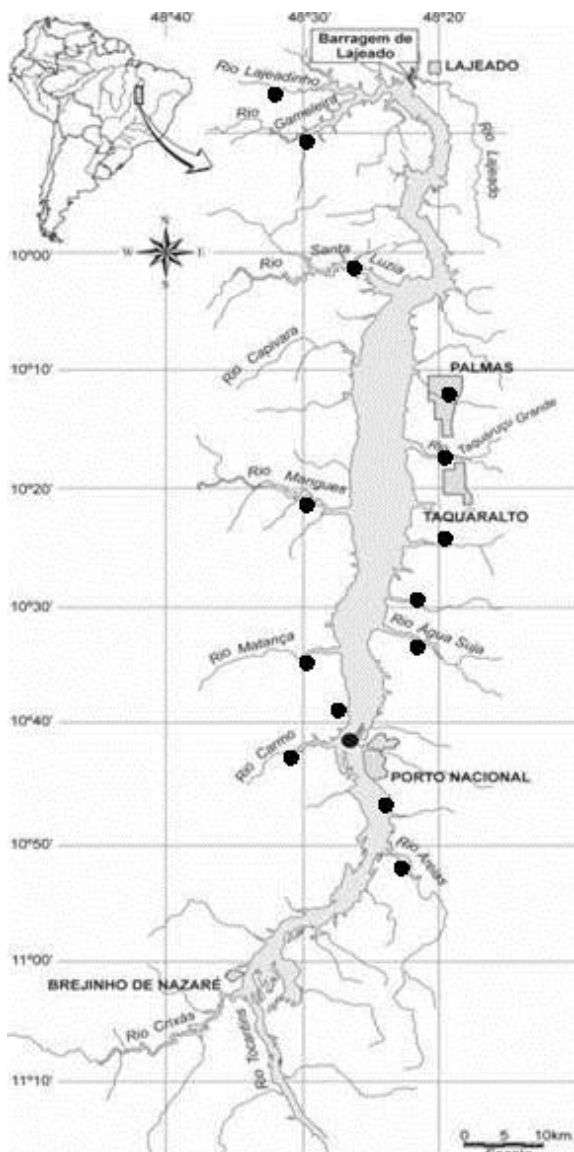 48°40' 48°30' 48°20'
Barragem de
Lajeado
LAJEADO
Rio Lajeadinho
Rio Gameleira
Rio Lajeado
N
W E
S
10°00'
Rio Santa Luzia
10°10'
Rio Capivara
PALMAS
Rio Taquaruçi Grande
10°20'
Rio Mangues
TAQUARALTO
10°30'
Rio Água Suja
Rio Matança
10°40'
Rio Carmo
PORTO NACIONAL
10°50'
Rio Areias
11°00'
BREJINHO DE NAZARÉ
Rio Crixás
Rio Tocantins
11°10'
0 5 10km
Escala